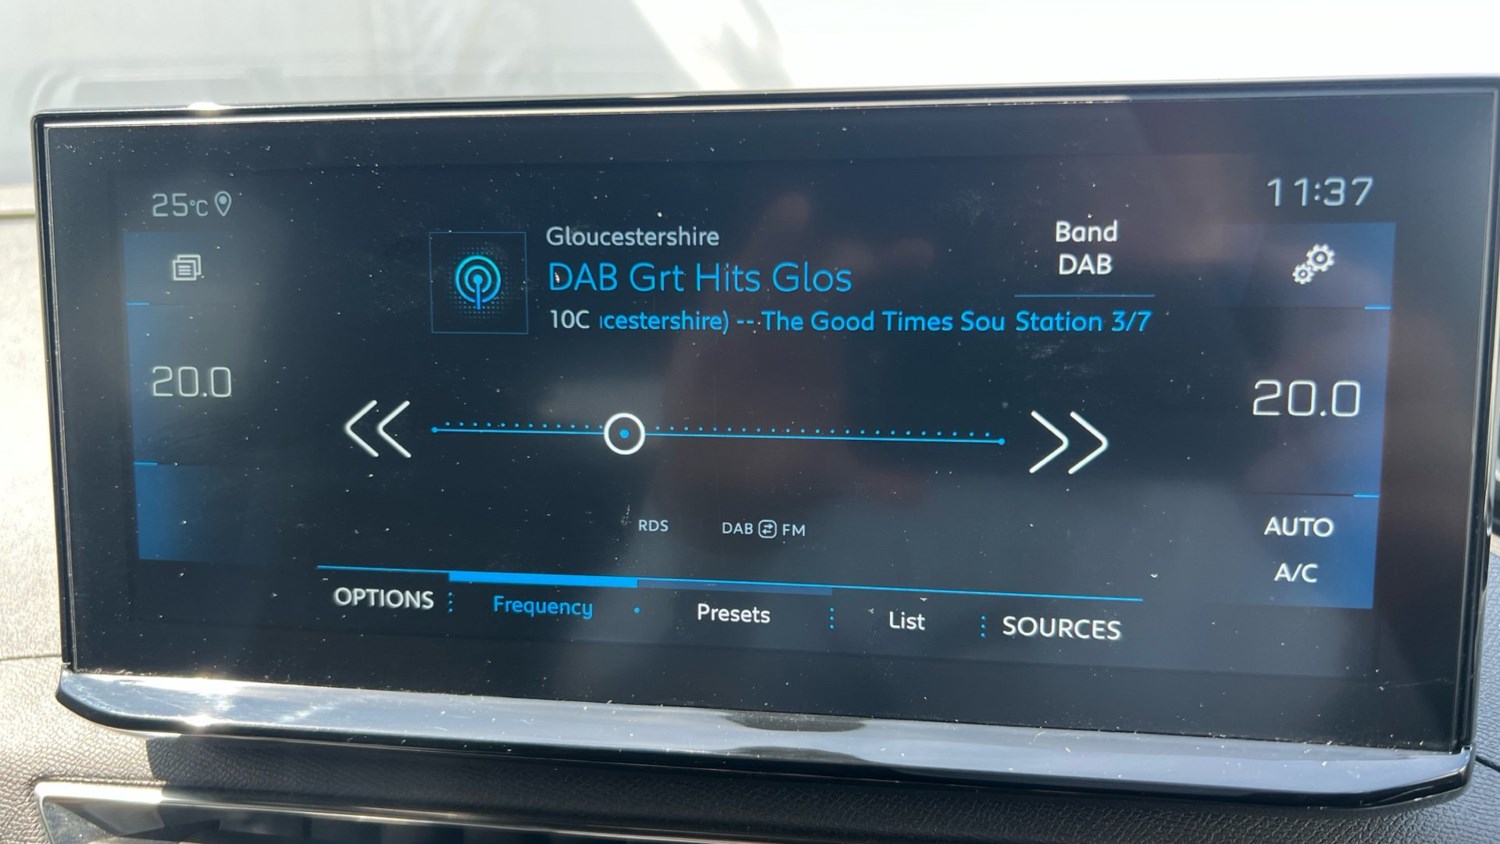 25°C
11:37
Gloucestershire
DAB Grt Hits Glos
10C cestershire) -- The Good Times Sou Station 3/7
Band
DAB
20.0
20.0
RDS
DAB FM
AUTO
A/C
OPTIONS Frequency Presets List SOURCES